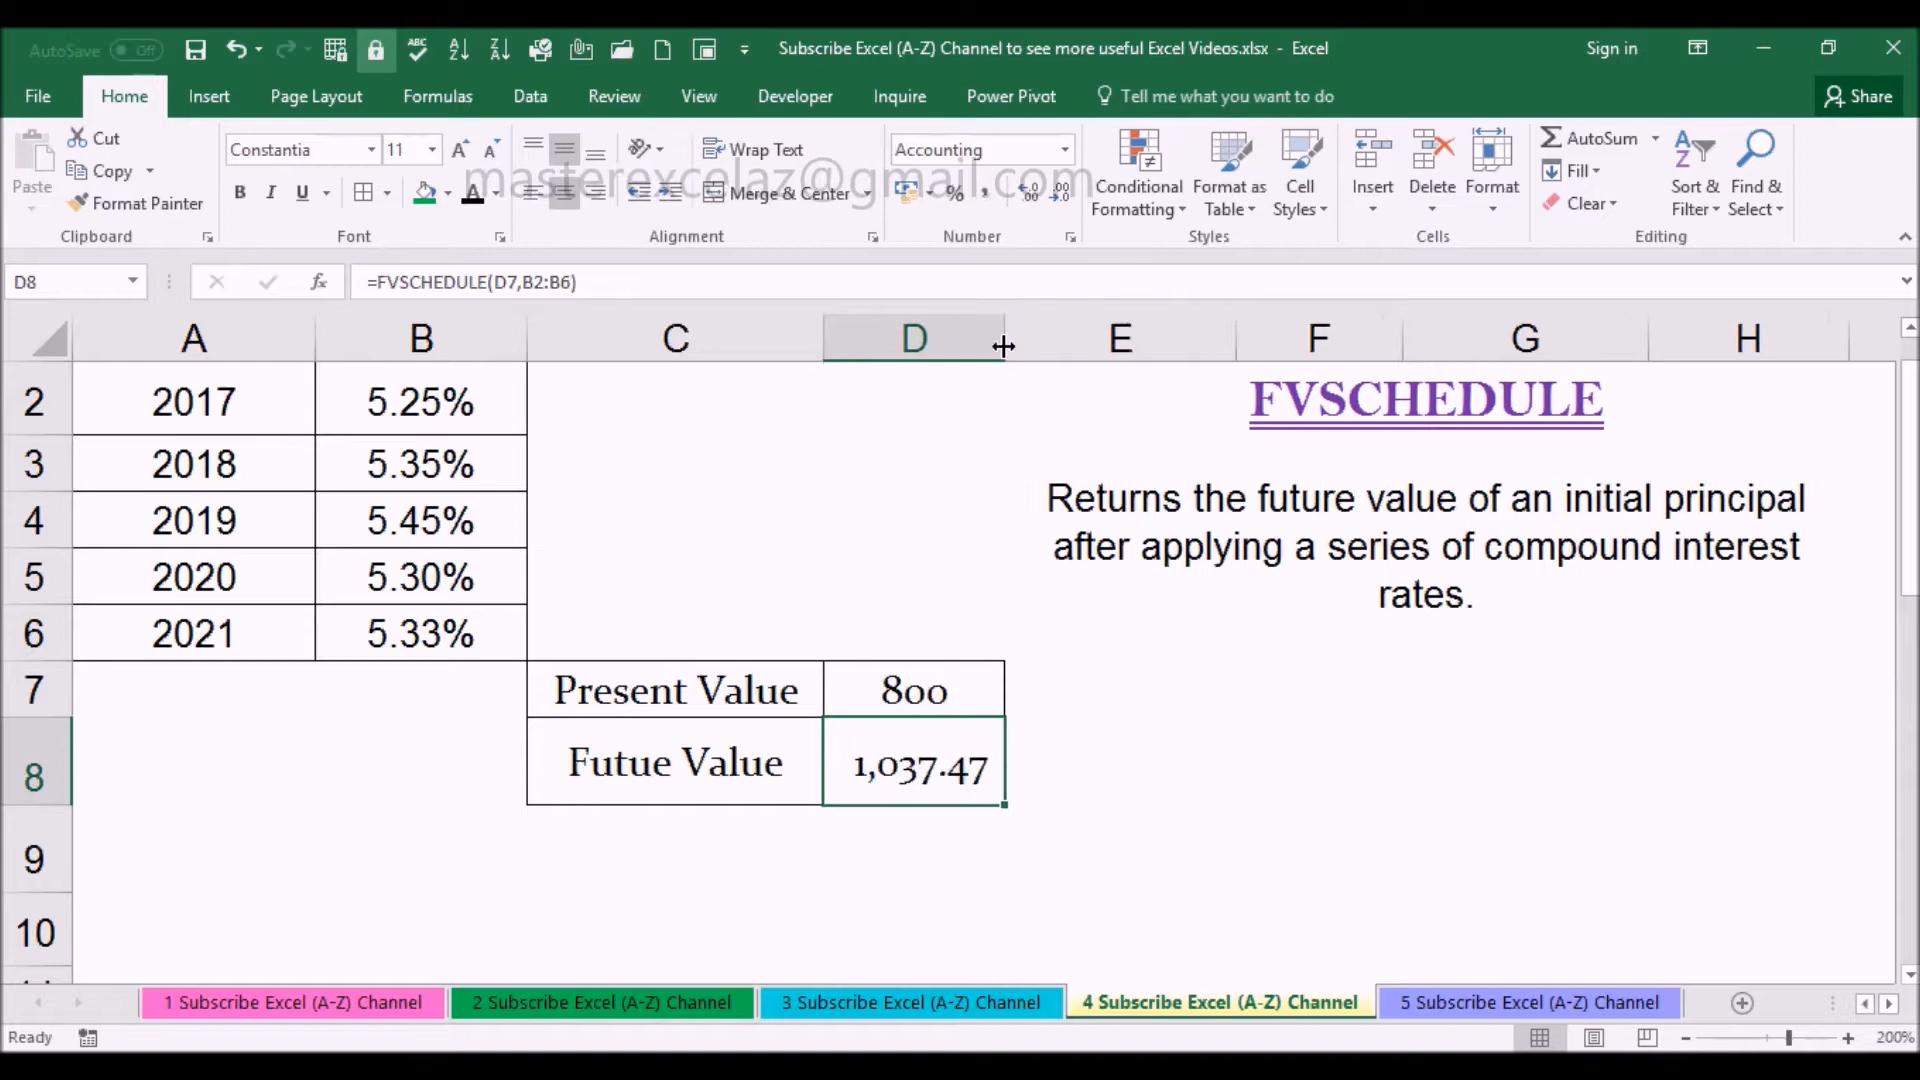 AutoSave Off
Subscribe Excel (A-Z) Channel to see more useful Excel Videos.xlsx - Excel
Sign in
File Home Insert Page Layout Formulas Data Review View Developer Inquire Power Pivot Tell me what you want to do Share
Paste
Cut
Copy
Format Painter
Clipboard
Constantia 11
B I U
Font
Wrap Text
Merge & Center
Alignment
masterexcelaz@gmail.com
Accounting
Number
Conditional Formatting
Format as Table
Cell Styles
Styles
Insert
Delete
Format
Cells
AutoSum
Fill
Clear
Sort & Filter
Find & Select
Editing
D8 fx =FVSCHEDULE(D7,B2:B6)
A B C D E F G H
2 2017 5.25% FVSCHEDULE
3 2018 5.35%
Returns the future value of an initial principal
4 2019 5.45%
after applying a series of compound interest
5 2020 5.30%
rates.
6 2021 5.33%
7 Present Value 800
8 Futue Value 1,037.47
9
10
1 Subscribe Excel (A-Z) Channel 2 Subscribe Excel (A-Z) Channel 3 Subscribe Excel (A-Z) Channel 4 Subscribe Excel (A-Z) Channel 5 Subscribe Excel (A-Z) Channel
Ready 200%